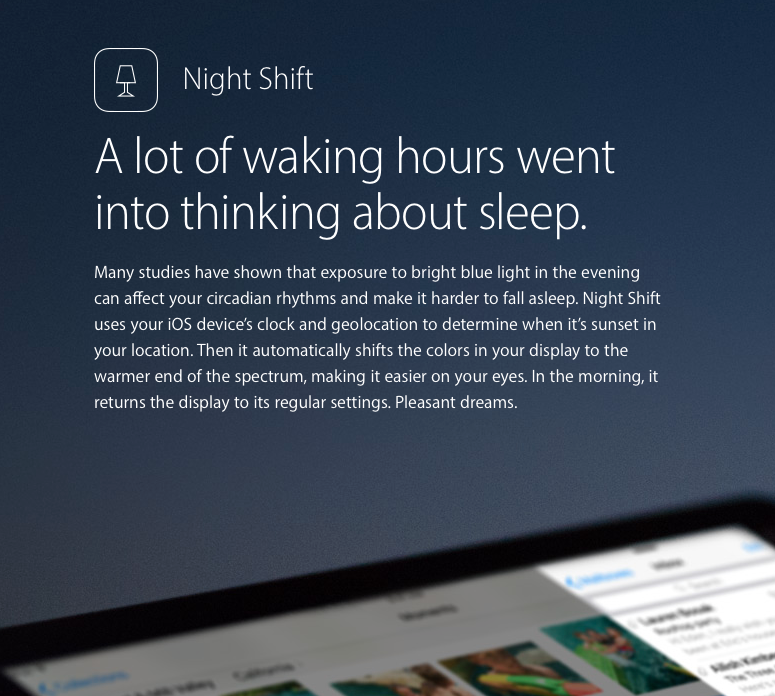 Night Shift
A lot of waking hours went
into thinking about sleep.
Many studies have shown that exposure to bright blue light in the evening
can affect your circadian rhythms and make it harder to fall asleep. Night Shift
uses your iOS device’s clock and geolocation to determine when it’s sunset in
your location. Then it automatically shifts the colors in your display to the
warmer end of the spectrum, making it easier on your eyes. In the morning, it
returns the display to its regular settings. Pleasant dreams.
Moments
Collections
California